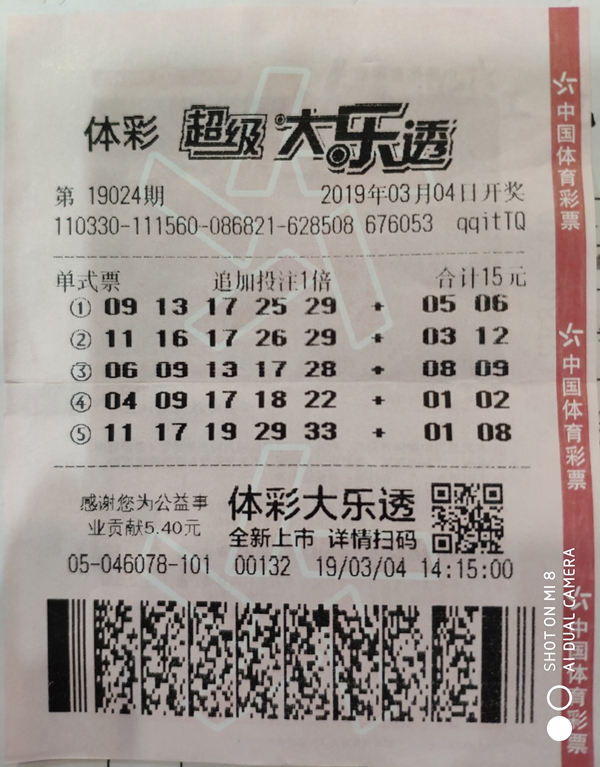 体彩 超级大乐透
第 19024期 2019年03月04日开奖
110330-111560-086821-628508 676053 qqitTQ
单式票 追加投注1倍 合计15元
① 09 13 17 25 29 + 05 06
② 11 16 17 26 29 + 03 12
③ 06 09 13 17 28 + 08 09
④ 04 09 17 18 22 + 01 02
⑤ 11 17 19 29 33 + 01 08
感谢您为公益事
业贡献5.40元
体彩大乐透
全新上市 详情扫码
05-046078-101 00132 19/03/04 14:15:00
中国体育彩票
中国体育彩票
中国体育彩票
SHOT ON MI 8
AI DUAL CAMERA